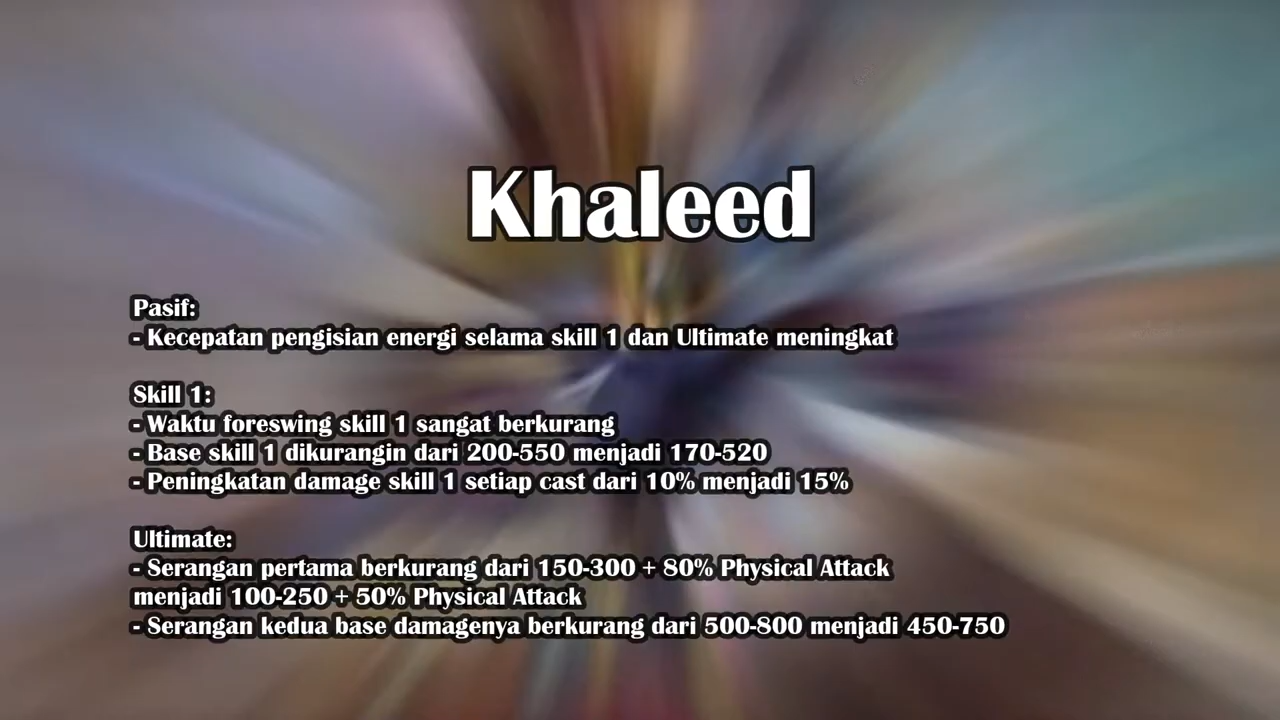 Khaleed
Pasif:
- Kecepatan pengisian energi selama skill 1 dan Ultimate meningkat
Skill 1:
- Waktu foreswing skill 1 sangat berkurang
- Base skill 1 dikurangin dari 200-550 menjadi 170-520
- Peningkatan damage skill 1 setiap cast dari 10% menjadi 15%
Ultimate:
- Serangan pertama berkurang dari 150-300 + 80% Physical Attack
menjadi 100-250 + 50% Physical Attack
- Serangan kedua base damagenya berkurang dari 500-800 menjadi 450-750